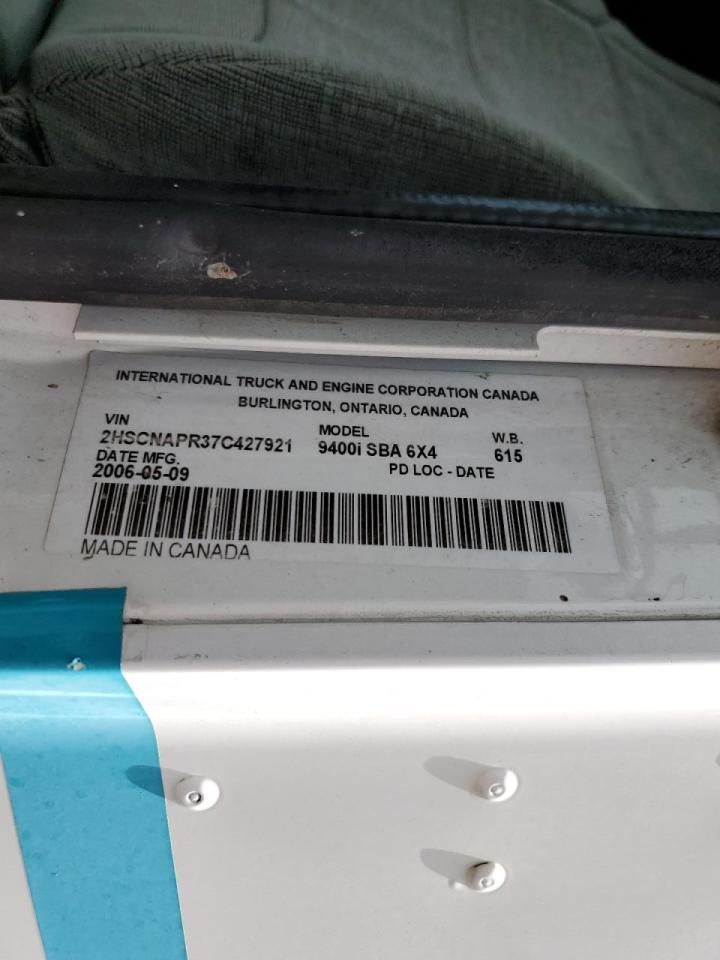 INTERNATIONAL TRUCK AND ENGINE CORPORATION CANADA
BURLINGTON, ONTARIO, CANADA
VIN MODEL W.B.
2HSCNAPR37C427921 9400i SBA 6X4 615
DATE MFG. PD LOC - DATE
2006-05-09
MADE IN CANADA